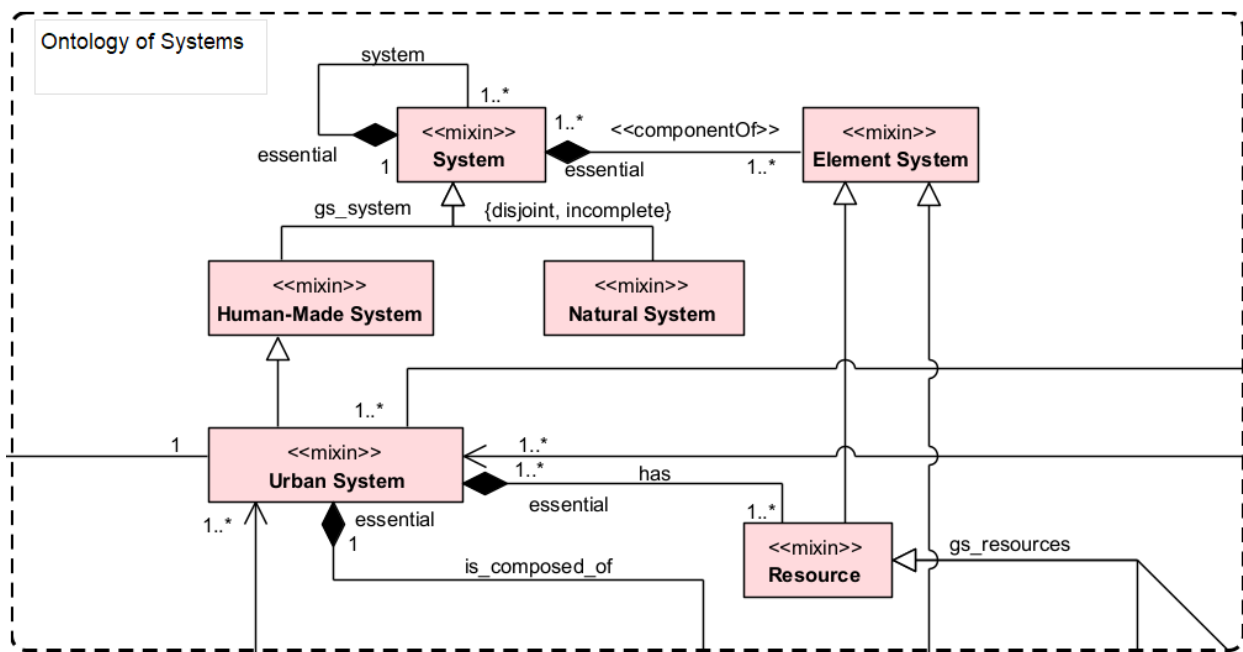 Ontology of Systems
system
1..*
<<mixin>>
System
essential
1
1..*
<<componentOf>>
essential
1..*
<<mixin>>
Element System
gs_system
{disjoint, incomplete}
<<mixin>>
Human-Made System
<<mixin>>
Natural System
1..*
1
<<mixin>>
Urban System
1..*
1..*
has
essential
1..*
1..*
essential
1
is_composed_of
<<mixin>>
Resource
gs_resources